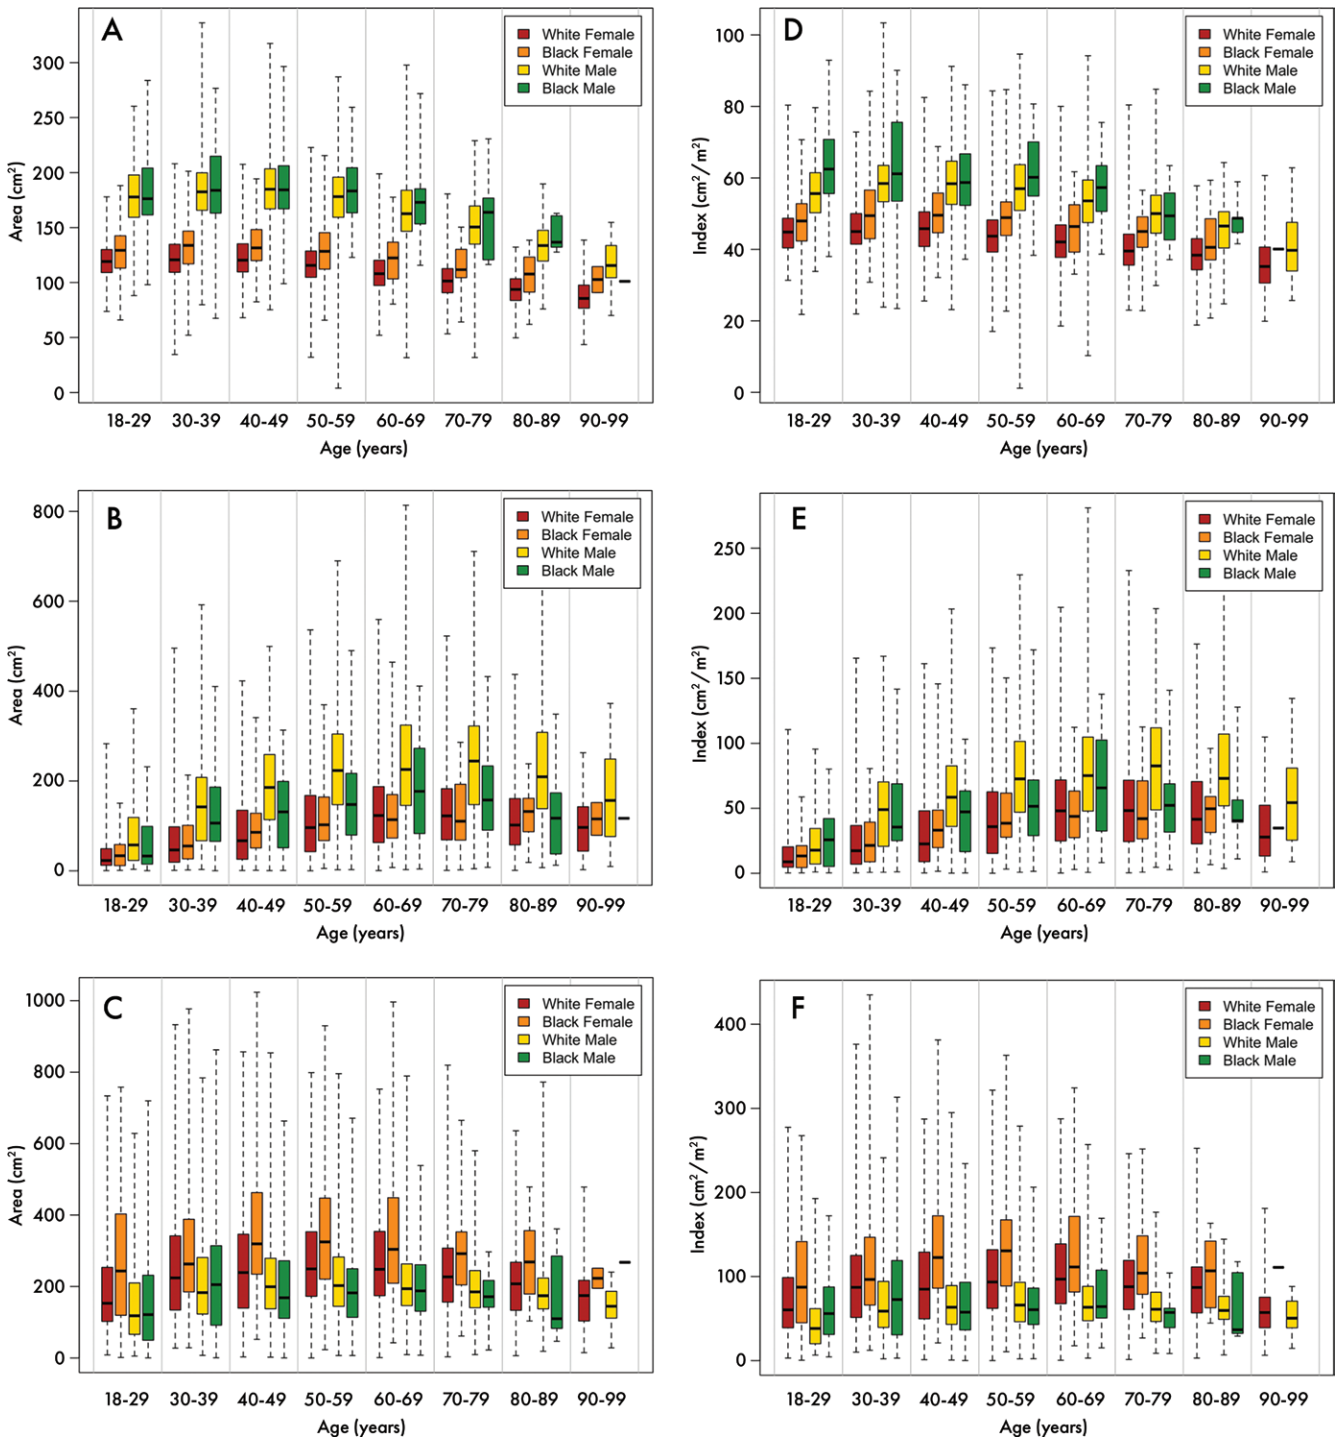 A
White Female
Black Female
White Male
Black Male
Area (cm²)
300
250
200
150
100
50
0
18-29 30-39 40-49 50-59 60-69 70-79 80-89 90-99
Age (years)
D
White Female
Black Female
White Male
Black Male
Index (cm²/m²)
100
80
60
40
20
0
18-29 30-39 40-49 50-59 60-69 70-79 80-89 90-99
Age (years)
B
White Female
Black Female
White Male
Black Male
Area (cm²)
800
600
400
200
0
18-29 30-39 40-49 50-59 60-69 70-79 80-89 90-99
Age (years)
E
White Female
Black Female
White Male
Black Male
Index (cm²/m²)
250
200
150
100
50
0
18-29 30-39 40-49 50-59 60-69 70-79 80-89 90-99
Age (years)
C
White Female
Black Female
White Male
Black Male
Area (cm²)
1000
800
600
400
200
0
18-29 30-39 40-49 50-59 60-69 70-79 80-89 90-99
Age (years)
F
White Female
Black Female
White Male
Black Male
Index (cm²/m²)
400
300
200
100
0
18-29 30-39 40-49 50-59 60-69 70-79 80-89 90-99
Age (years)